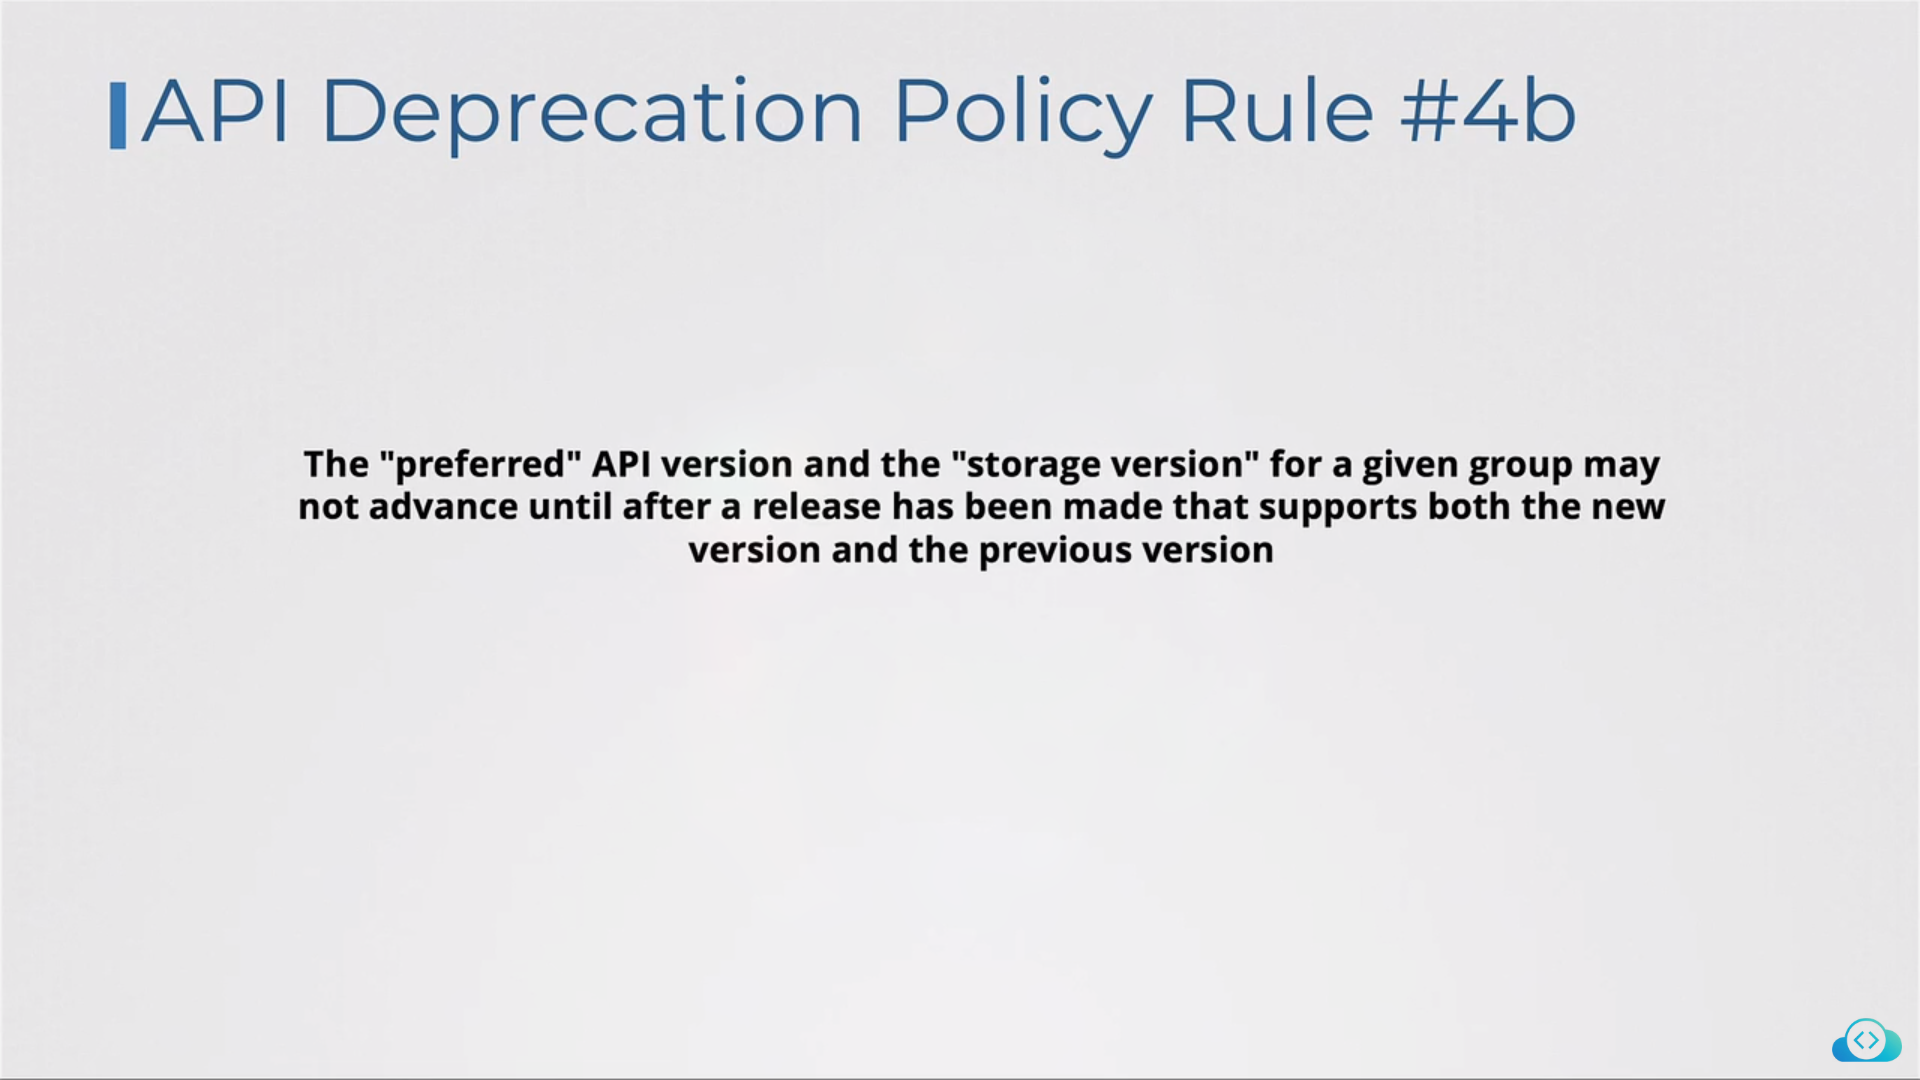 API Deprecation Policy Rule #4b
The "preferred" API version and the "storage version" for a given group may
not advance until after a release has been made that supports both the new
version and the previous version